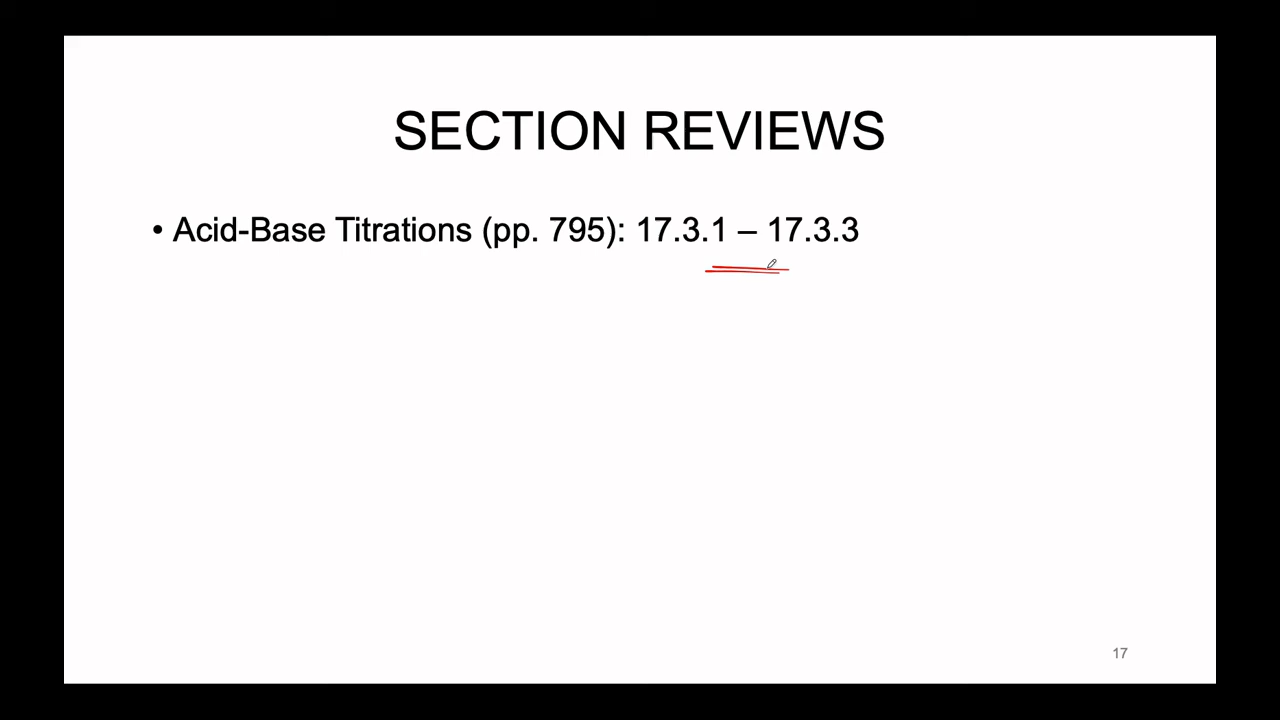 SECTION REVIEWS
• Acid-Base Titrations (pp. 795): 17.3.1 – 17.3.3
17